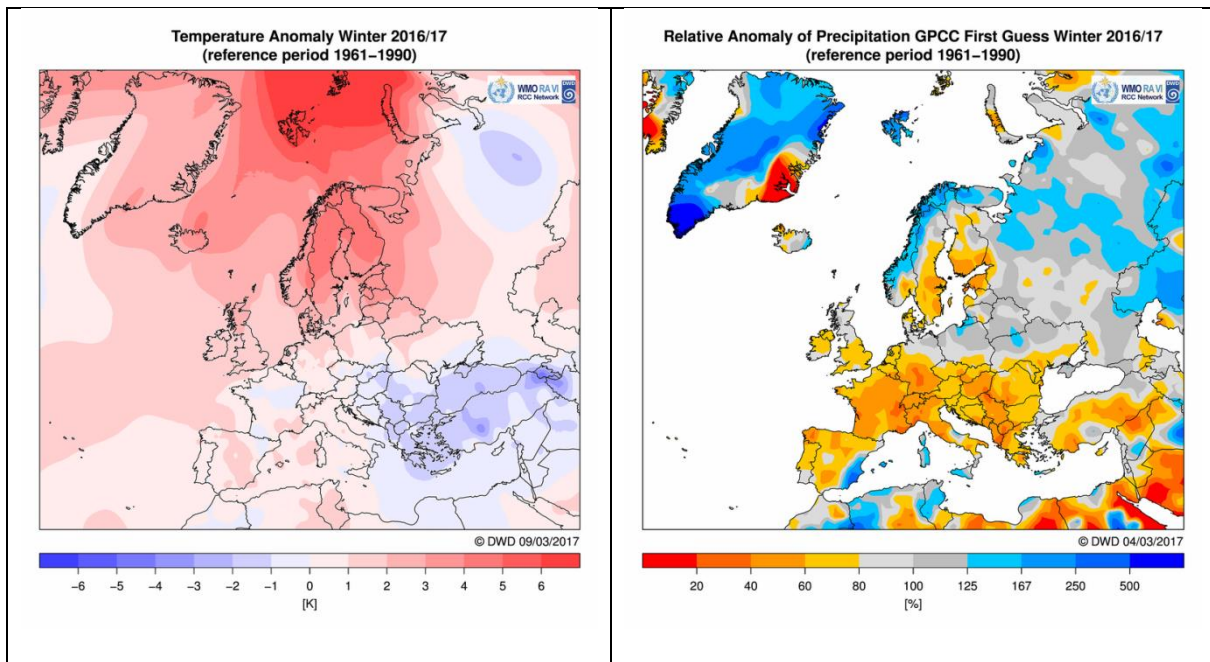 Temperature Anomaly Winter 2016/17
(reference period 1961−1990)
WMO RA VI
RCC Network
DWD
© DWD 09/03/2017
−6 −5 −4 −3 −2 −1 0 1 2 3 4 5 6
[K]
Relative Anomaly of Precipitation GPCC First Guess Winter 2016/17
(reference period 1961−1990)
WMO RA VI
RCC Network
DWD
© DWD 04/03/2017
20 40 60 80 100 125 167 250 500
[%]